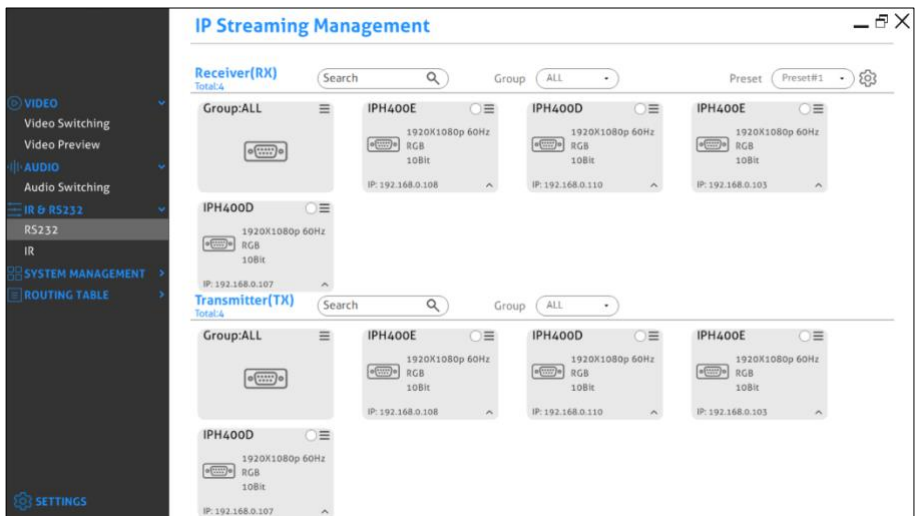 IP Streaming Management
VIDEO
Video Switching
Video Preview
AUDIO
Audio Switching
IR & RS232
RS232
IR
SYSTEM MANAGEMENT
ROUTING TABLE
SETTINGS
Receiver(RX)
Total:4
Search
Group ALL
Preset Preset#1
Group:ALL
IPH400E
1920X1080p 60Hz
RGB
10Bit
IP: 192.168.0.108
IPH400D
1920X1080p 60Hz
RGB
10Bit
IP: 192.168.0.110
IPH400E
1920X1080p 60Hz
RGB
10Bit
IP: 192.168.0.103
IPH400D
1920X1080p 60Hz
RGB
10Bit
IP: 192.168.0.107
Transmitter(TX)
Total:4
Search
Group ALL
Group:ALL
IPH400E
1920X1080p 60Hz
RGB
10Bit
IP: 192.168.0.108
IPH400D
1920X1080p 60Hz
RGB
10Bit
IP: 192.168.0.110
IPH400E
1920X1080p 60Hz
RGB
10Bit
IP: 192.168.0.103
IPH400D
1920X1080p 60Hz
RGB
10Bit
IP: 192.168.0.107